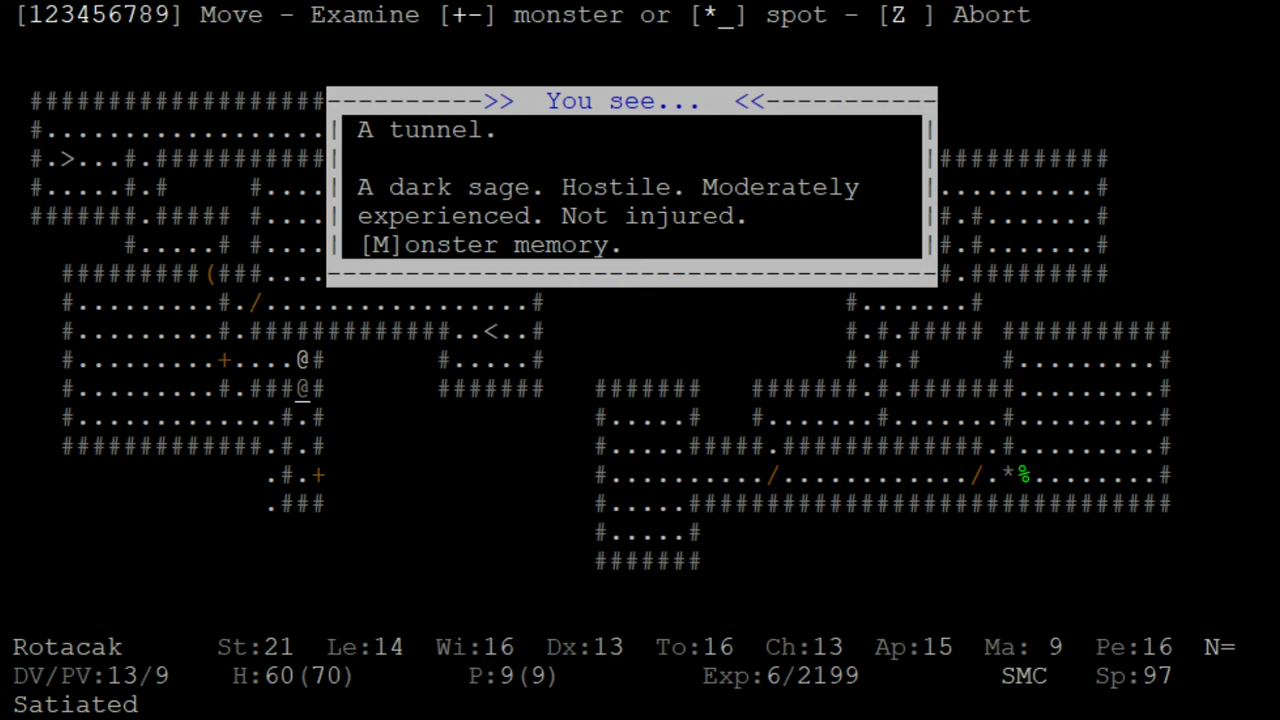 [123456789] Move - Examine [+-] monster or [*_] spot - [Z ] Abort
###################----------->>  You see...  <<-------------
#..................| A tunnel. |
#.>...#.###########| |###########
#.....#.#     #....| A dark sage. Hostile. Moderately |..........#
#######.##### #....| experienced. Not injured. |#.#.......#
      #.....# #....| [M]onster memory. |#.#.......#
  #########(###....---------------------------------------#.########
  #.........#./.................#                   #.......#
  #.........#.#############..<..#                   #.#.##### ###########
  #.........+....@#       #.....#                   #.#.#     #.........#
  #.........#.###@#       #######   #######   #######.#.#######.........#
  #.............#.#                 #.....#   #.......#.......#.........#
  #############.#.#                 #.....#####.#############.#.........#
               .#.+                 #........../............/.*%........#
               .###                 #.....###############################
                                    #.....#
                                    #######
Rotacak St:21 Le:14 Wi:16 Dx:13 To:16 Ch:13 Ap:15 Ma: 9 Pe:16 N=
DV/PV:13/9 H:60(70) P:9(9) Exp:6/2199 SMC Sp:97
Satiated